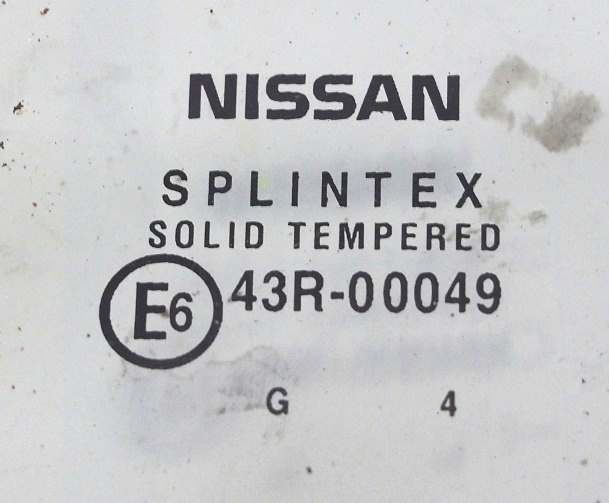 NISSAN
SPLINTEX
SOLID TEMPERED
E6 43R-00049
G 4